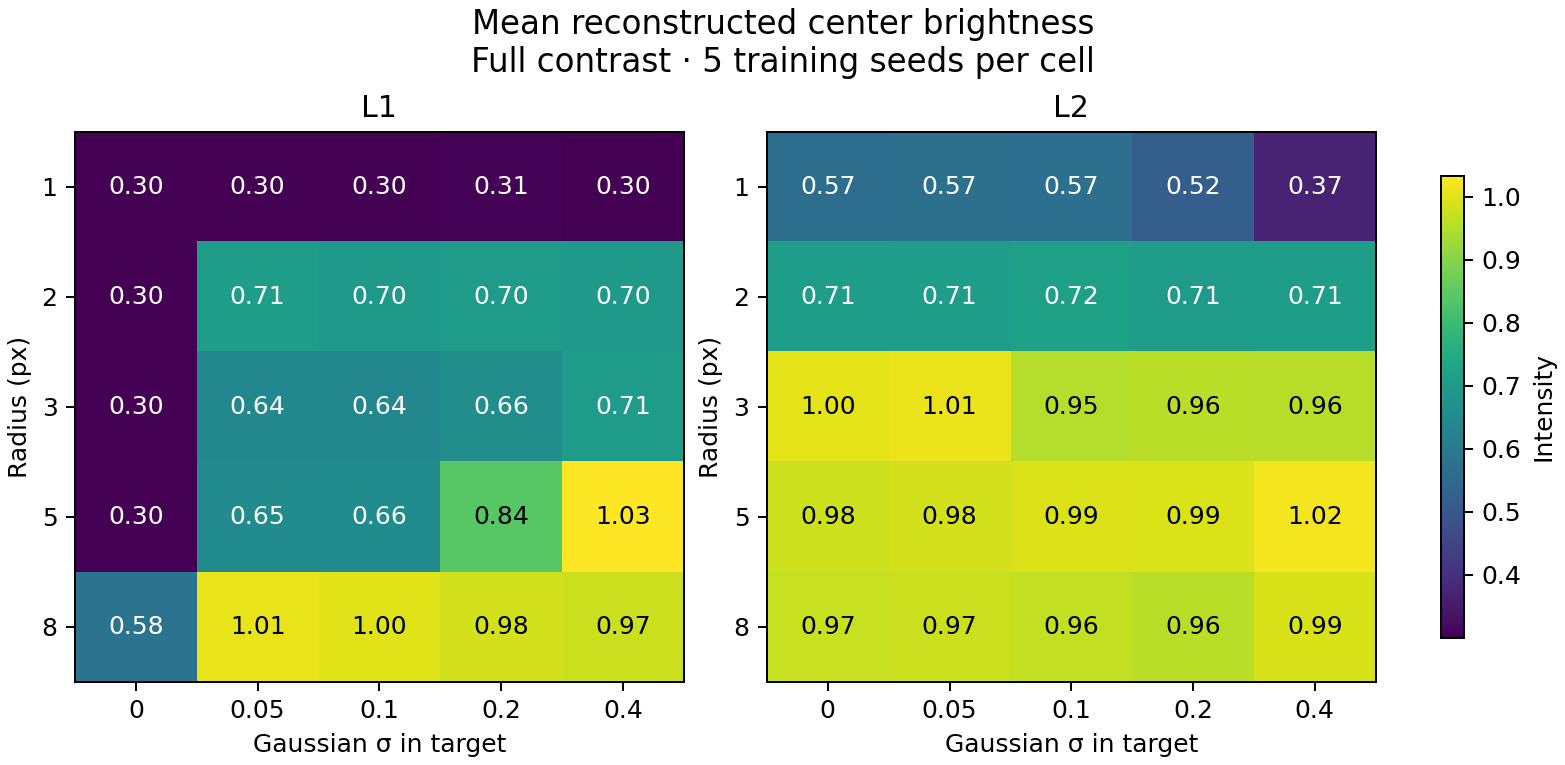 Mean reconstructed center brightness
Full contrast · 5 training seeds per cell
L1
Radius (px)
1 0.30 0.30 0.30 0.31 0.30
2 0.30 0.71 0.70 0.70 0.70
3 0.30 0.64 0.64 0.66 0.71
5 0.30 0.65 0.66 0.84 1.03
8 0.58 1.01 1.00 0.98 0.97
0 0.05 0.1 0.2 0.4
Gaussian σ in target
L2
Radius (px)
1 0.57 0.57 0.57 0.52 0.37
2 0.71 0.71 0.72 0.71 0.71
3 1.00 1.01 0.95 0.96 0.96
5 0.98 0.98 0.99 0.99 1.02
8 0.97 0.97 0.96 0.96 0.99
0 0.05 0.1 0.2 0.4
Gaussian σ in target
1.0
0.9
0.8
0.7
0.6
0.5
0.4
Intensity